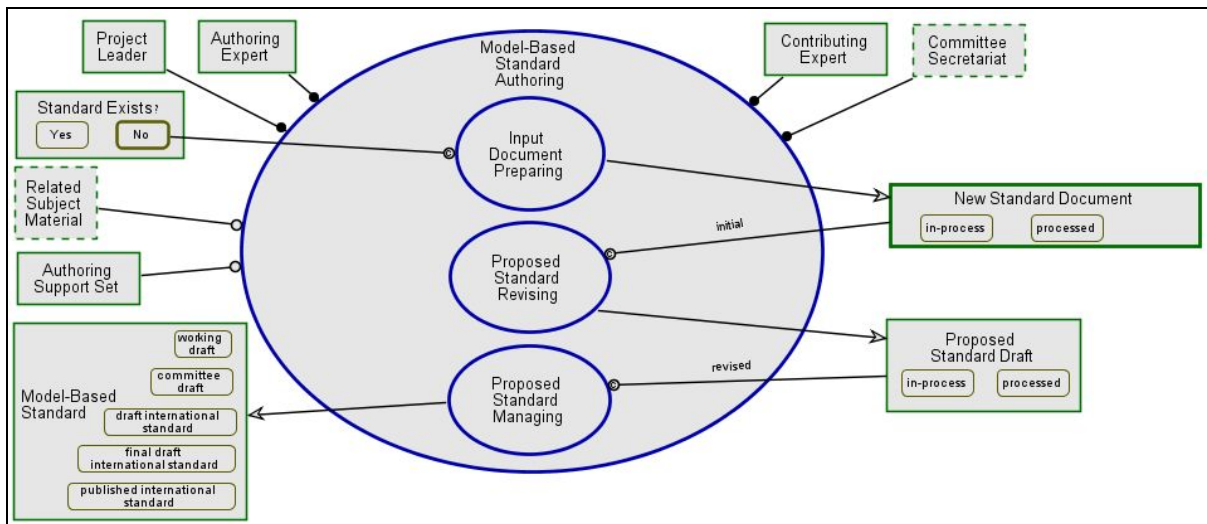 Project
Leader
Authoring
Expert
Model-Based
Standard
Authoring
Contributing
Expert
Committee
Secretariat
Standard Exists?
Yes
No
c
Input
Document
Preparing
Related
Subject
Material
New Standard Document
in-process
processed
initial
c
Authoring
Support Set
Proposed
Standard
Revising
Model-Based
Standard
working
draft
committee
draft
draft international
standard
final draft
international standard
published international
standard
Proposed
Standard Draft
in-process
processed
revised
c
Proposed
Standard
Managing